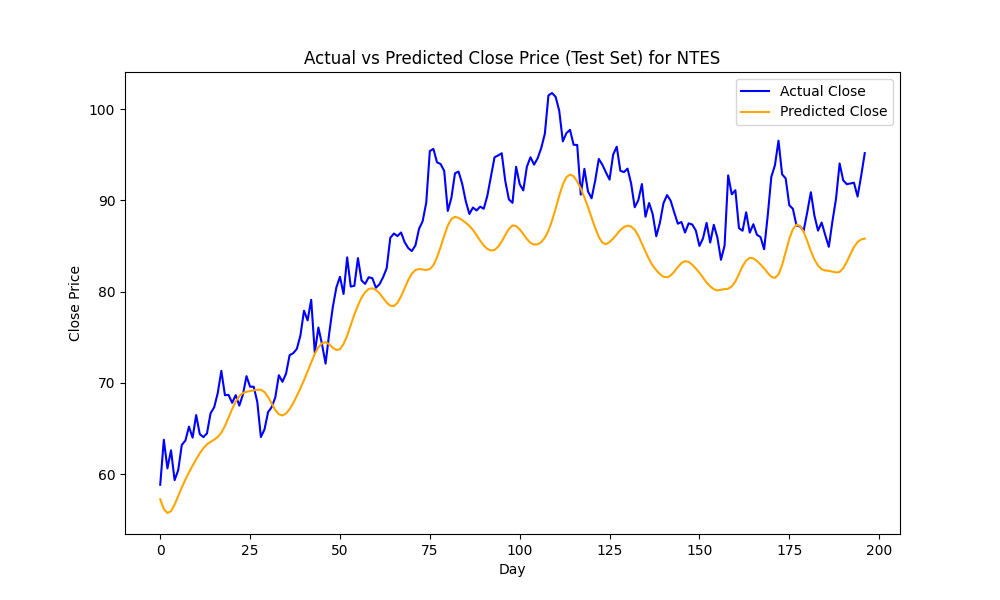 Actual vs Predicted Close Price (Test Set) for NTES
Actual Close
Predicted Close
Close Price
100
90
80
70
60
0 25 50 75 100 125 150 175 200
Day